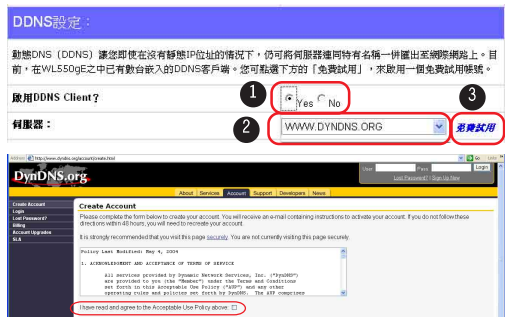 DDNS設定：
動態DNS（DDNS）讓您即使在沒有靜態IP位址的情況下，仍可將伺服器連同特有名稱一併匯出至網際網路上。目
前，在WL550gE之中已有數台嵌入的DDNS客戶端。您可點選下方的「免費試用」，來啟用一個免費試用帳號。
啟用DDNS Client？
1
Yes
No
3
伺服器：
2
WWW.DYNDNS.ORG
免費試用
Address
http://www.dyndns.org/account/create.html
Go
DynDNS.org
User:
Pass:
Login
Lost Password? | Sign Up Now
About
Services
Account
Support
Developers
News
Create Account
Login
Lost Password?
Billing
Account Upgrades
SLA
Create Account
Please complete the form below to create your account. You will receive an e-mail containing instructions to activate your account. If you do not follow these
directions within 48 hours, you will need to recreate your account.
It is strongly recommended that you visit this page securely. You are not currently visiting this page securely.
Policy Last Modified: May 4, 2004
1. ACKNOWLEDGMENT AND ACCEPTANCE OF TERMS OF SERVICE
All services provided by Dynamic Network Services, Inc. ("DynDNS")
are provided to you (the "Member") under the Terms and Conditions
set forth in this Acceptable Use Policy ("AUP") and any other
operating rules and policies set forth by DynDNS. The AUP comprises
I have read and agree to the Acceptable Use Policy above: